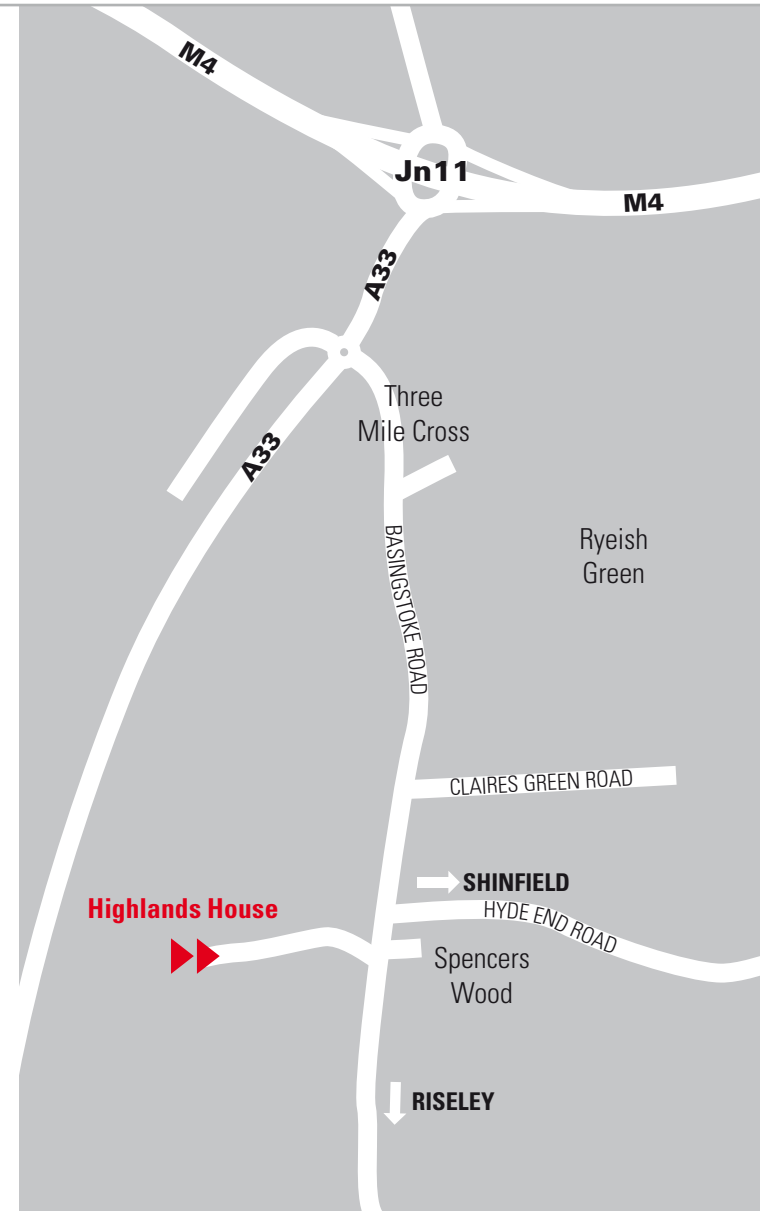 M4
Jn11
M4
A33
Three
Mile Cross
A33
Ryeish
Green
BASINGSTOKE ROAD
CLAIRES GREEN ROAD
SHINFIELD
Highlands House
HYDE END ROAD
Spencers
Wood
RISELEY